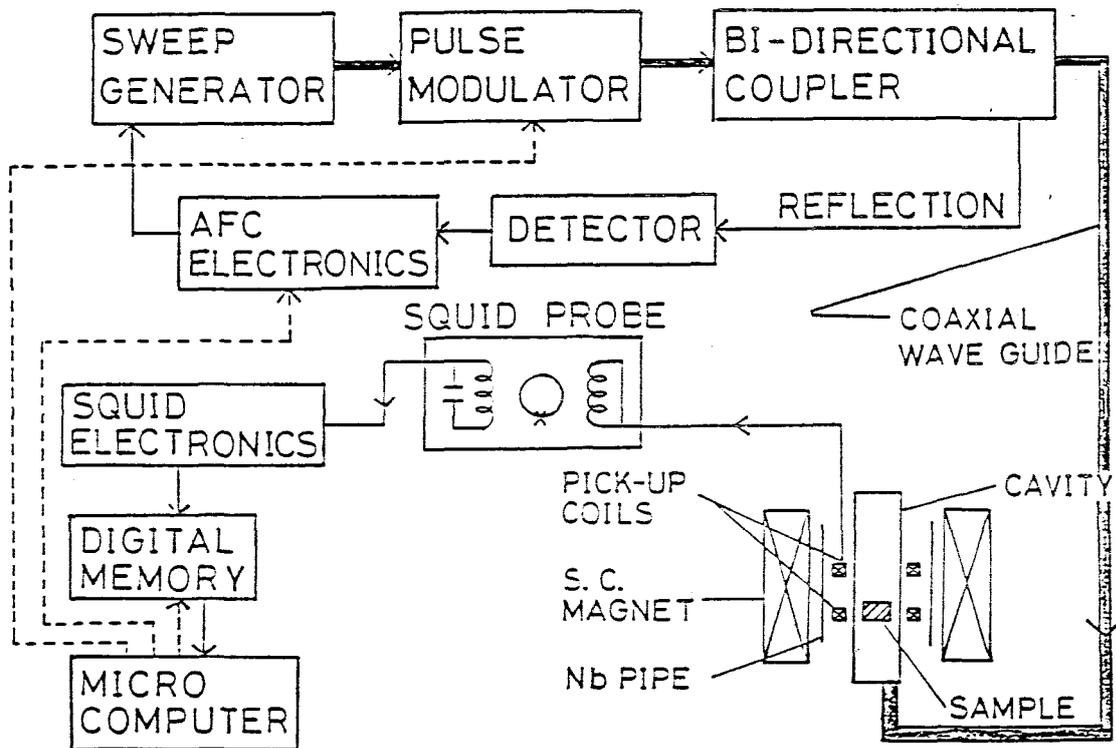 SWEEP
GENERATOR
PULSE
MODULATOR
BI-DIRECTIONAL
COUPLER
AFC
ELECTRONICS
DETECTOR
REFLECTION
SQUID PROBE
COAXIAL
WAVE GUIDE
SQUID
ELECTRONICS
PICK-UP
COILS
CAVITY
DIGITAL
MEMORY
S. C.
MAGNET
Nb PIPE
SAMPLE
MICRO
COMPUTER